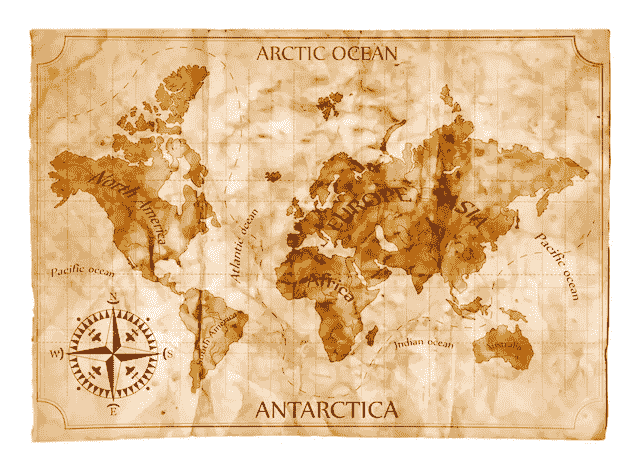 ARCTIC OCEAN
North America
EUROPE
ASIA
Atlantic ocean
Pacific ocean
Pacific ocean
Africa
South America
Indian ocean
Australia
N
W
S
E
ANTARCTICA